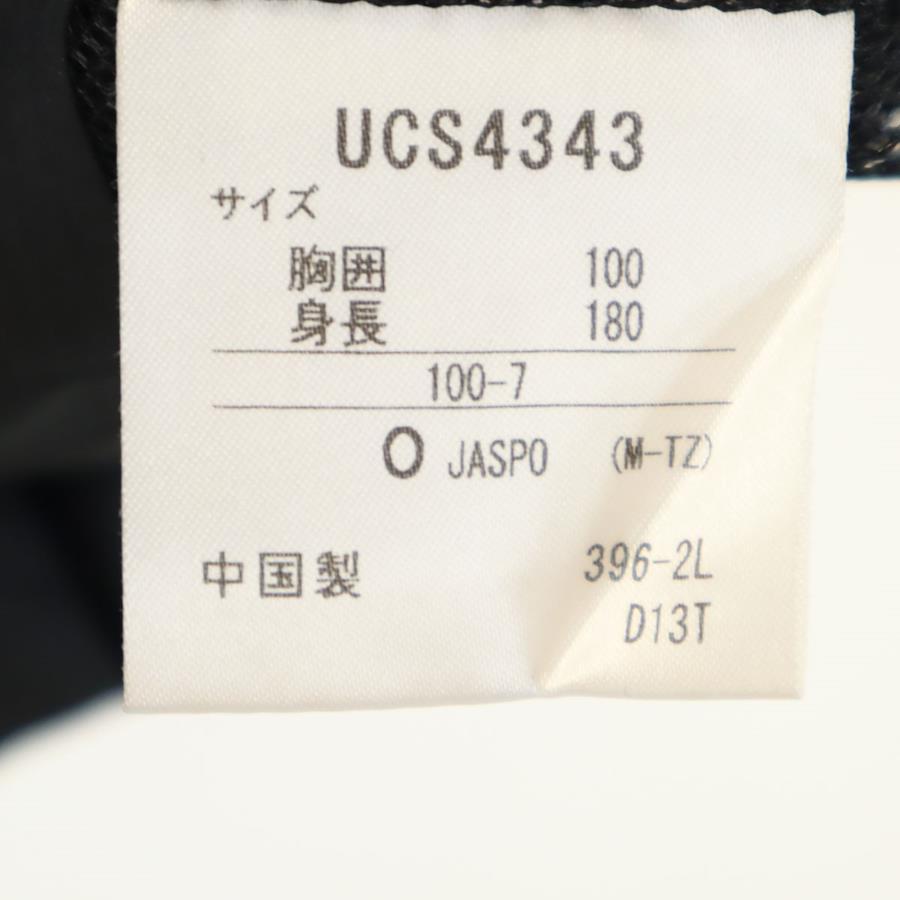 UCS4343
サイズ
胸囲 100
身長 180
100-7
O JASPO (M-TZ)
中国製 396-2L
D13T